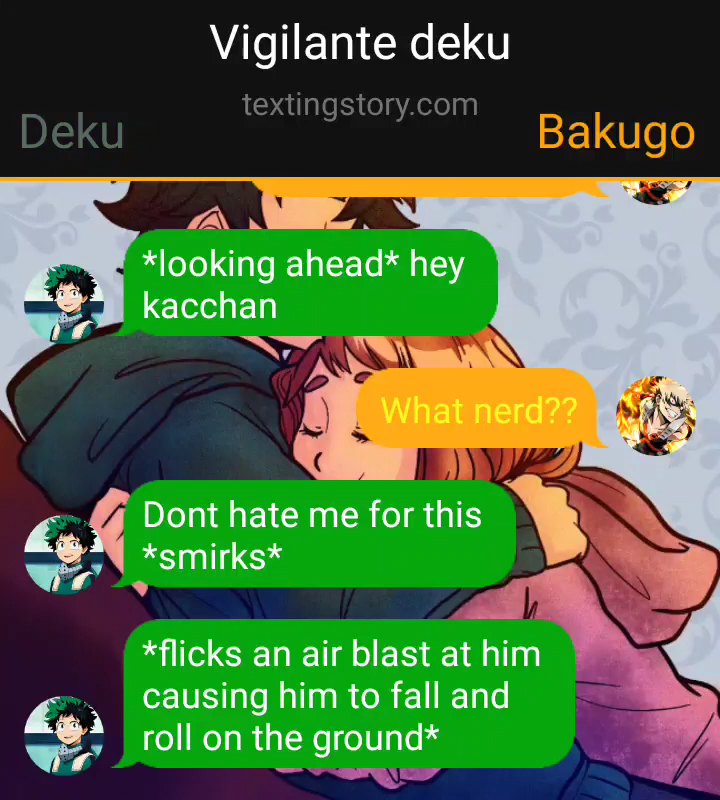 Vigilante deku
textingstory.com
Deku
Bakugo
*looking ahead* hey
kacchan
What nerd??
Dont hate me for this
*smirks*
*flicks an air blast at him
causing him to fall and
roll on the ground*